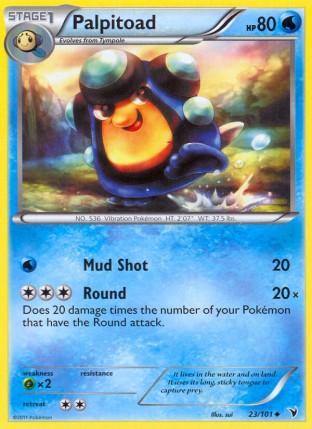 STAGE1
Palpitoad
HP80
Evolves from Tympole
NO. 536 Vibration Pokémon HT. 2'07" WT. 37.5 lbs.
Mud Shot 20
Round 20×
Does 20 damage times the number of your Pokémon
that have the Round attack.
weakness resistance
×2
retreat
It lives in the water and on land.
It uses its long, sticky tongue to
capture prey.
©2011 Pokémon
Illus. sui
23/101